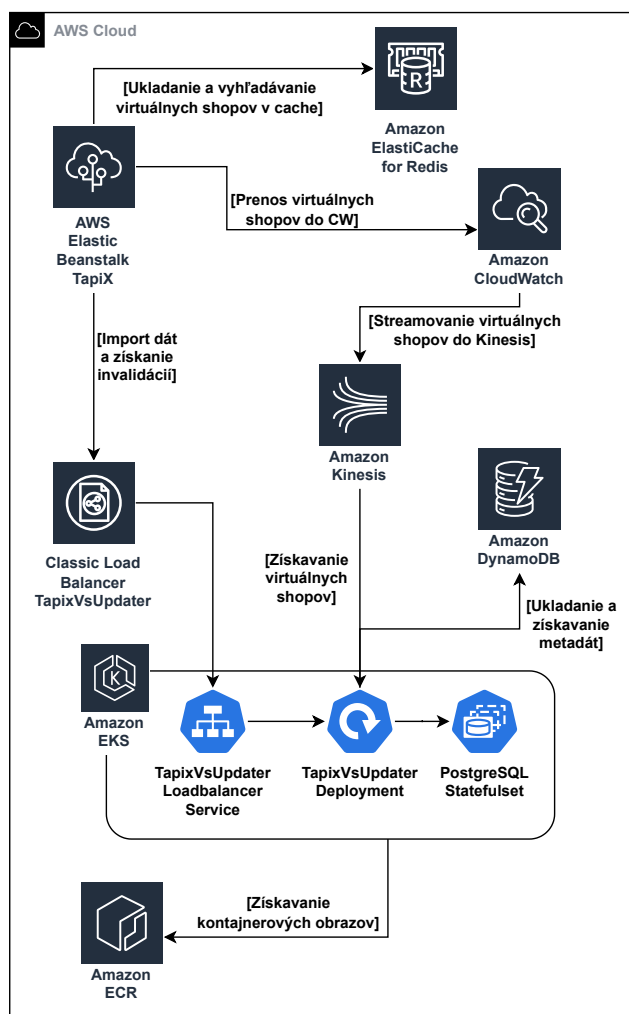 AWS Cloud
[Ukladanie a vyhľadávanie
virtuálnych shopov v cache]
R
Amazon
ElastiCache
for Redis
AWS
Elastic
Beanstalk
TapiX
[Prenos virtuálnych
shopov do CW]
Amazon
CloudWatch
[Streamovanie virtuálnych
shopov do Kinesis]
[Import dát
a získanie
invalidácií]
Amazon
Kinesis
Classic Load
Balancer
TapixVsUpdater
Amazon
DynamoDB
[Získavanie
virtuálnych
shopov]
[Ukladanie a
získavanie
metadát]
K
Amazon
EKS
TapixVsUpdater
Loadbalancer
Service
TapixVsUpdater
Deployment
PostgreSQL
Statefulset
[Získavanie
kontajnerových obrazov]
Amazon
ECR